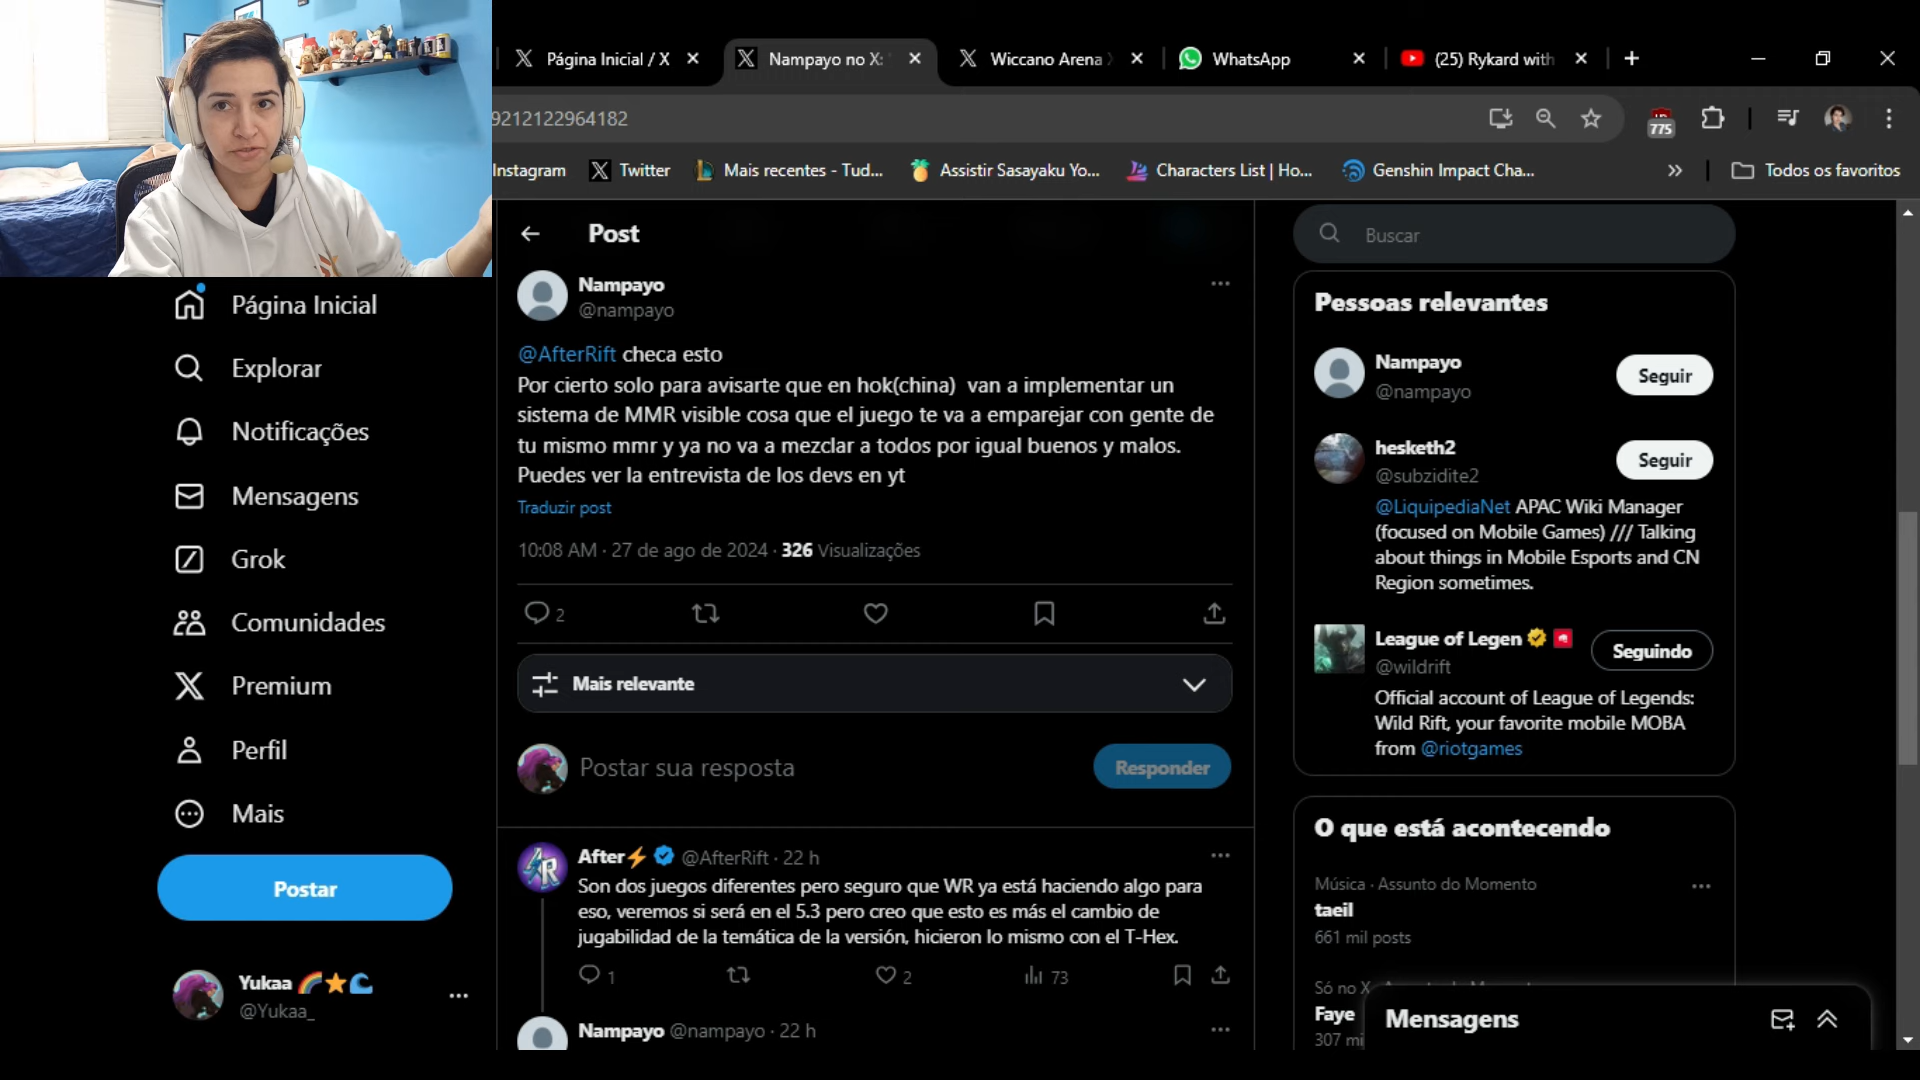 Página Inicial / X
Nampayo no X:
Wiccano Arena
WhatsApp
(25) Rykard with
9212122964182
775
Instagram
Twitter
Mais recentes - Tud...
Assistir Sasayaku Yo...
Characters List | Ho...
Genshin Impact Cha...
Todos os favoritos
Página Inicial
Explorar
Notificações
Mensagens
Grok
Comunidades
Premium
Perfil
Mais
Postar
Yukaa
@Yukaa_
Post
Nampayo
@nampayo
@AfterRift checa esto
Por cierto solo para avisarte que en hok(china) van a implementar un
sistema de MMR visible cosa que el juego te va a emparejar con gente de
tu mismo mmr y ya no va a mezclar a todos por igual buenos y malos.
Puedes ver la entrevista de los devs en yt
Traduzir post
10:08 AM · 27 de ago de 2024 · 326 Visualizações
2
Mais relevante
Postar sua resposta
Responder
After⚡ @AfterRift · 22 h
Son dos juegos diferentes pero seguro que WR ya está haciendo algo para
eso, veremos si será en el 5.3 pero creo que esto es más el cambio de
jugabilidad de la temática de la versión, hicieron lo mismo con el T-Hex.
1
2
73
Nampayo @nampayo · 22 h
Buscar
Pessoas relevantes
Nampayo
@nampayo
Seguir
hesketh2
@subzidite2
Seguir
@LiquipediaNet APAC Wiki Manager
(focused on Mobile Games) /// Talking
about things in Mobile Esports and CN
Region sometimes.
League of Legen
@wildrift
Seguindo
Official account of League of Legends:
Wild Rift, your favorite mobile MOBA
from @riotgames
O que está acontecendo
Música · Assunto do Momento
taeil
661 mil posts
Só no X
Faye
307 mi
Mensagens